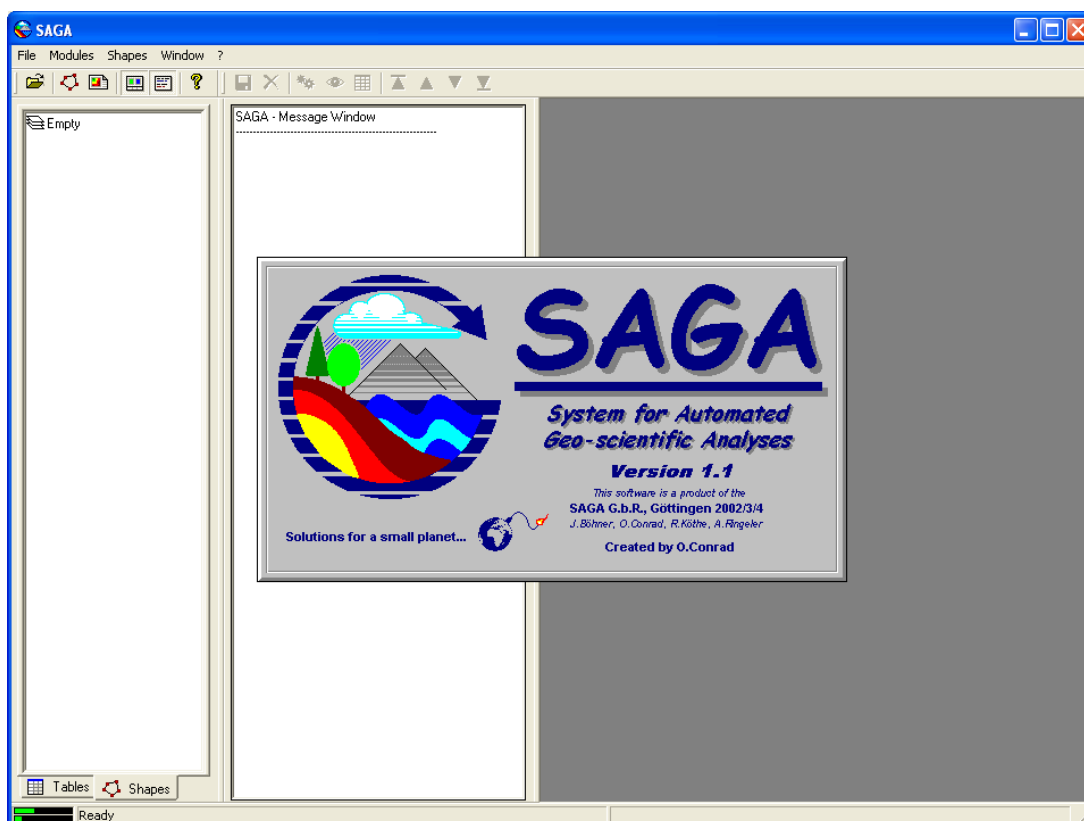 SAGA
File Modules Shapes Window ?
Empty
SAGA - Message Window
SAGA
System for Automated
Geo-scientific Analyses
Version 1.1
This software is a product of the
SAGA G.b.R., Göttingen 2002/3/4
J.Böhner, O.Conrad, R.Köthe, A.Ringeler
Created by O.Conrad
Solutions for a small planet...
Tables Shapes
Ready